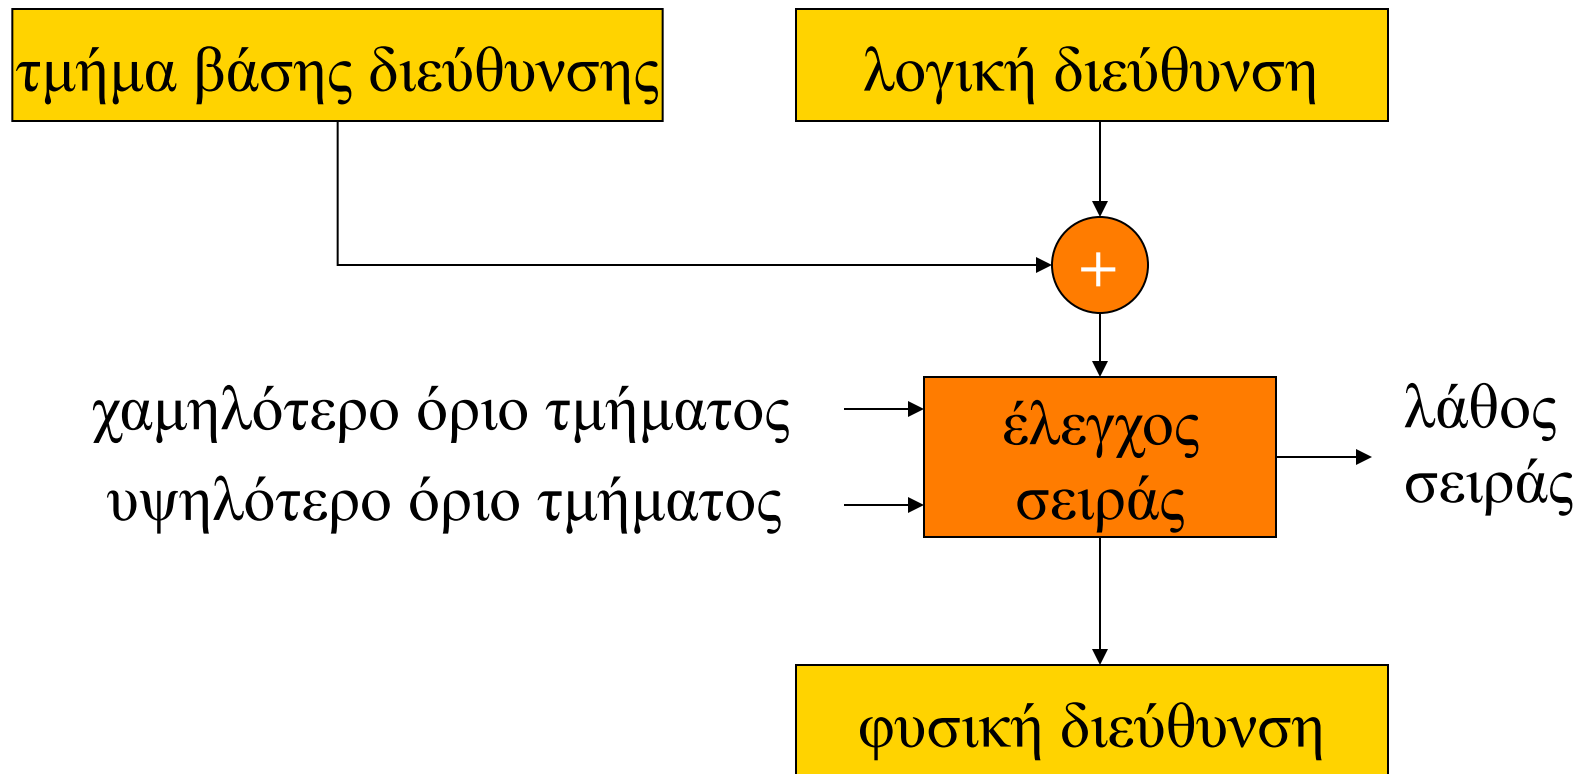 τμήμα βάσης διεύθυνσης
λογική διεύθυνση
+
χαμηλότερο όριο τμήματος
υψηλότερο όριο τμήματος
έλεγχος
σειράς
λάθος
σειράς
φυσική διεύθυνση